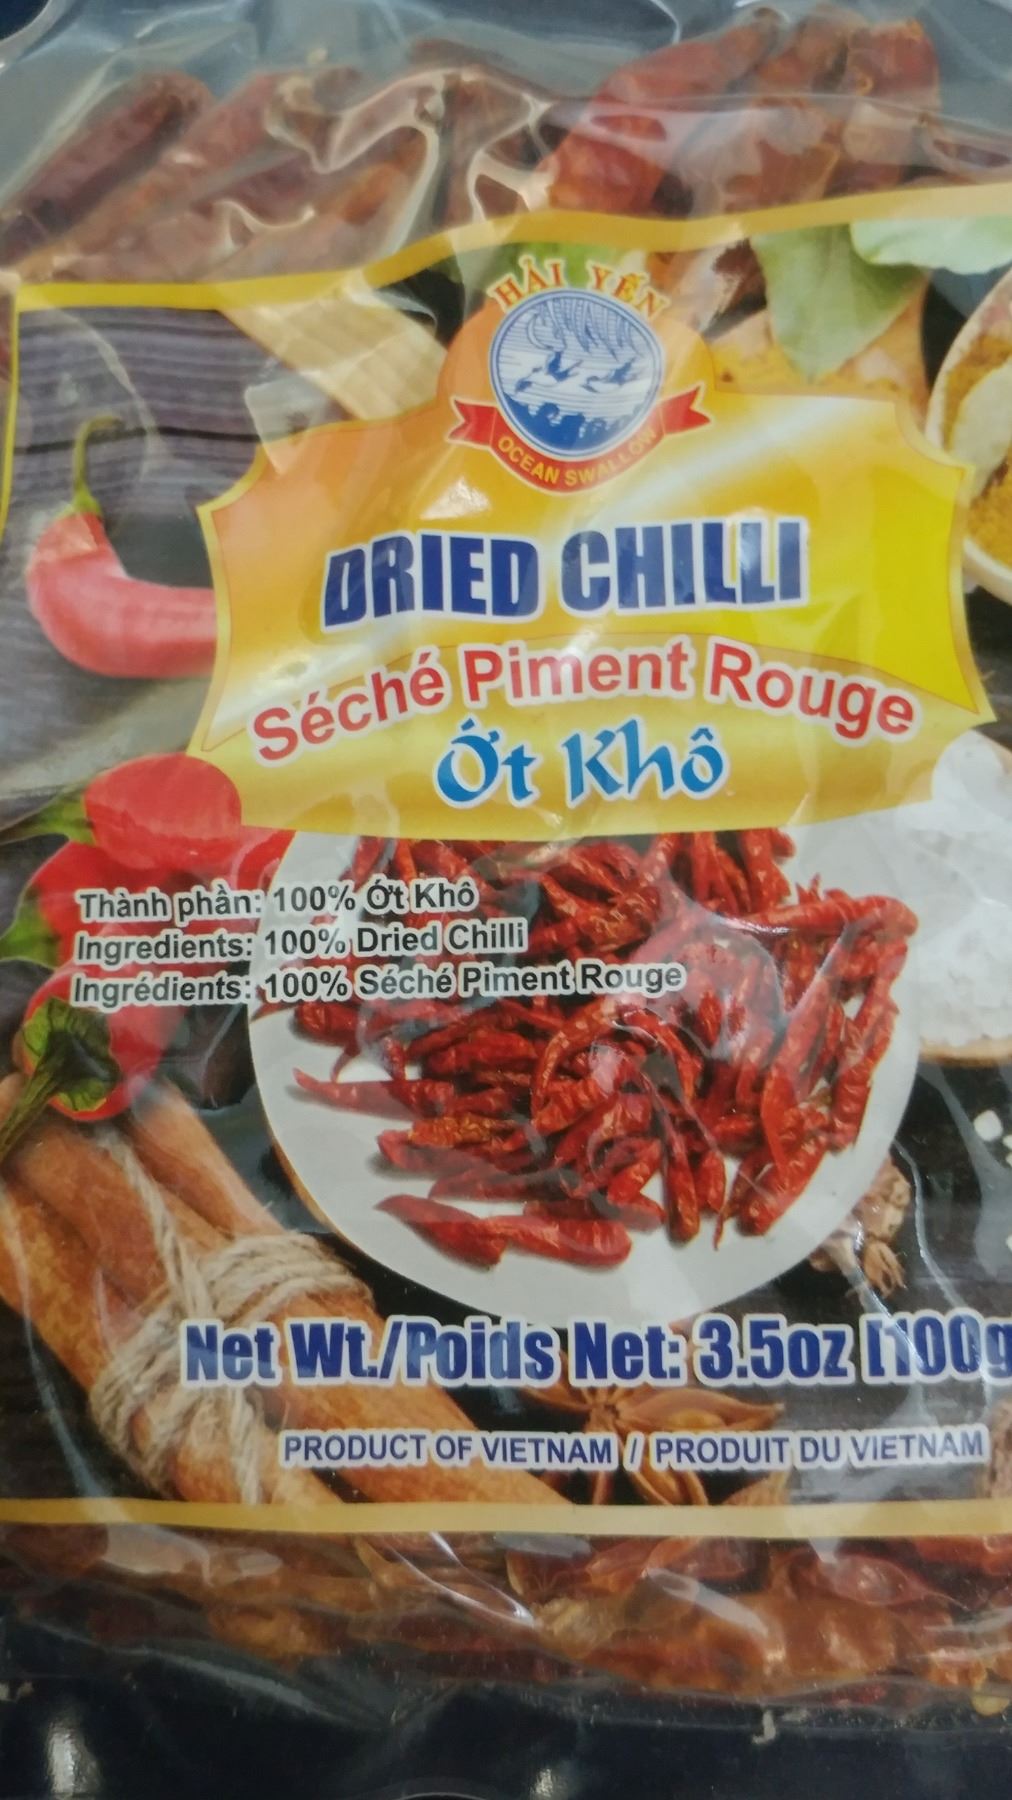 HẢI YẾN
OCEAN SWALLOW
DRIED CHILLI
Séché Piment Rouge
Ớt Khô
Thành phần: 100% Ớt Khô
Ingredients: 100% Dried Chilli
Ingrédients: 100% Séché Piment Rouge
Net Wt./Poids Net: 3.5oz [100g
PRODUCT OF VIETNAM / PRODUIT DU VIETNAM